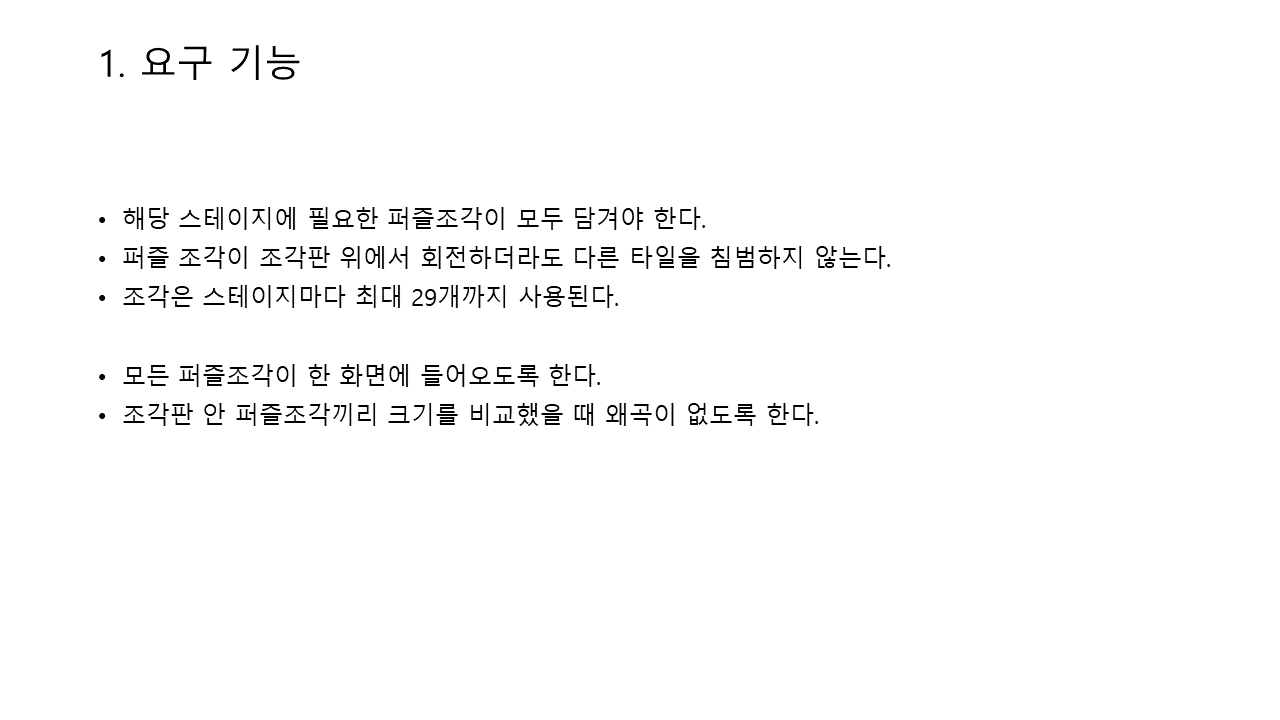 1. 요구 기능
• 해당 스테이지에 필요한 퍼즐조각이 모두 담겨야 한다.
• 퍼즐 조각이 조각판 위에서 회전하더라도 다른 타일을 침범하지 않는다.
• 조각은 스테이지마다 최대 29개까지 사용된다.
• 모든 퍼즐조각이 한 화면에 들어오도록 한다.
• 조각판 안 퍼즐조각끼리 크기를 비교했을 때 왜곡이 없도록 한다.